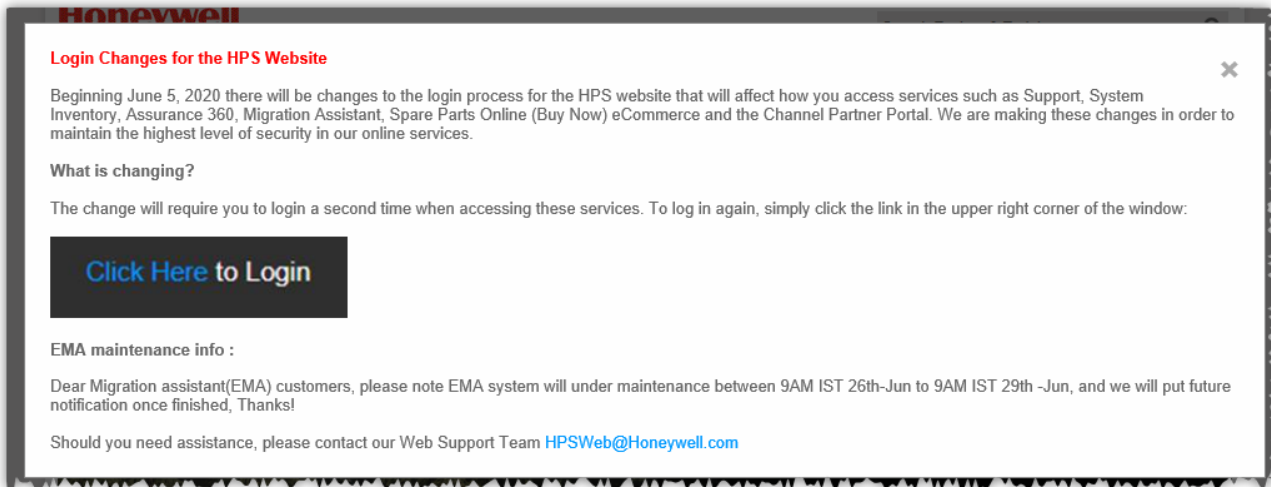 Honeywell
Login Changes for the HPS Website
Beginning June 5, 2020 there will be changes to the login process for the HPS website that will affect how you access services such as Support, System
Inventory, Assurance 360, Migration Assistant, Spare Parts Online (Buy Now) eCommerce and the Channel Partner Portal. We are making these changes in order to
maintain the highest level of security in our online services.
What is changing?
The change will require you to login a second time when accessing these services. To log in again, simply click the link in the upper right corner of the window:
Click Here to Login
EMA maintenance info :
Dear Migration assistant(EMA) customers, please note EMA system will under maintenance between 9AM IST 26th-Jun to 9AM IST 29th -Jun, and we will put future
notification once finished, Thanks!
Should you need assistance, please contact our Web Support Team HPSWeb@Honeywell.com